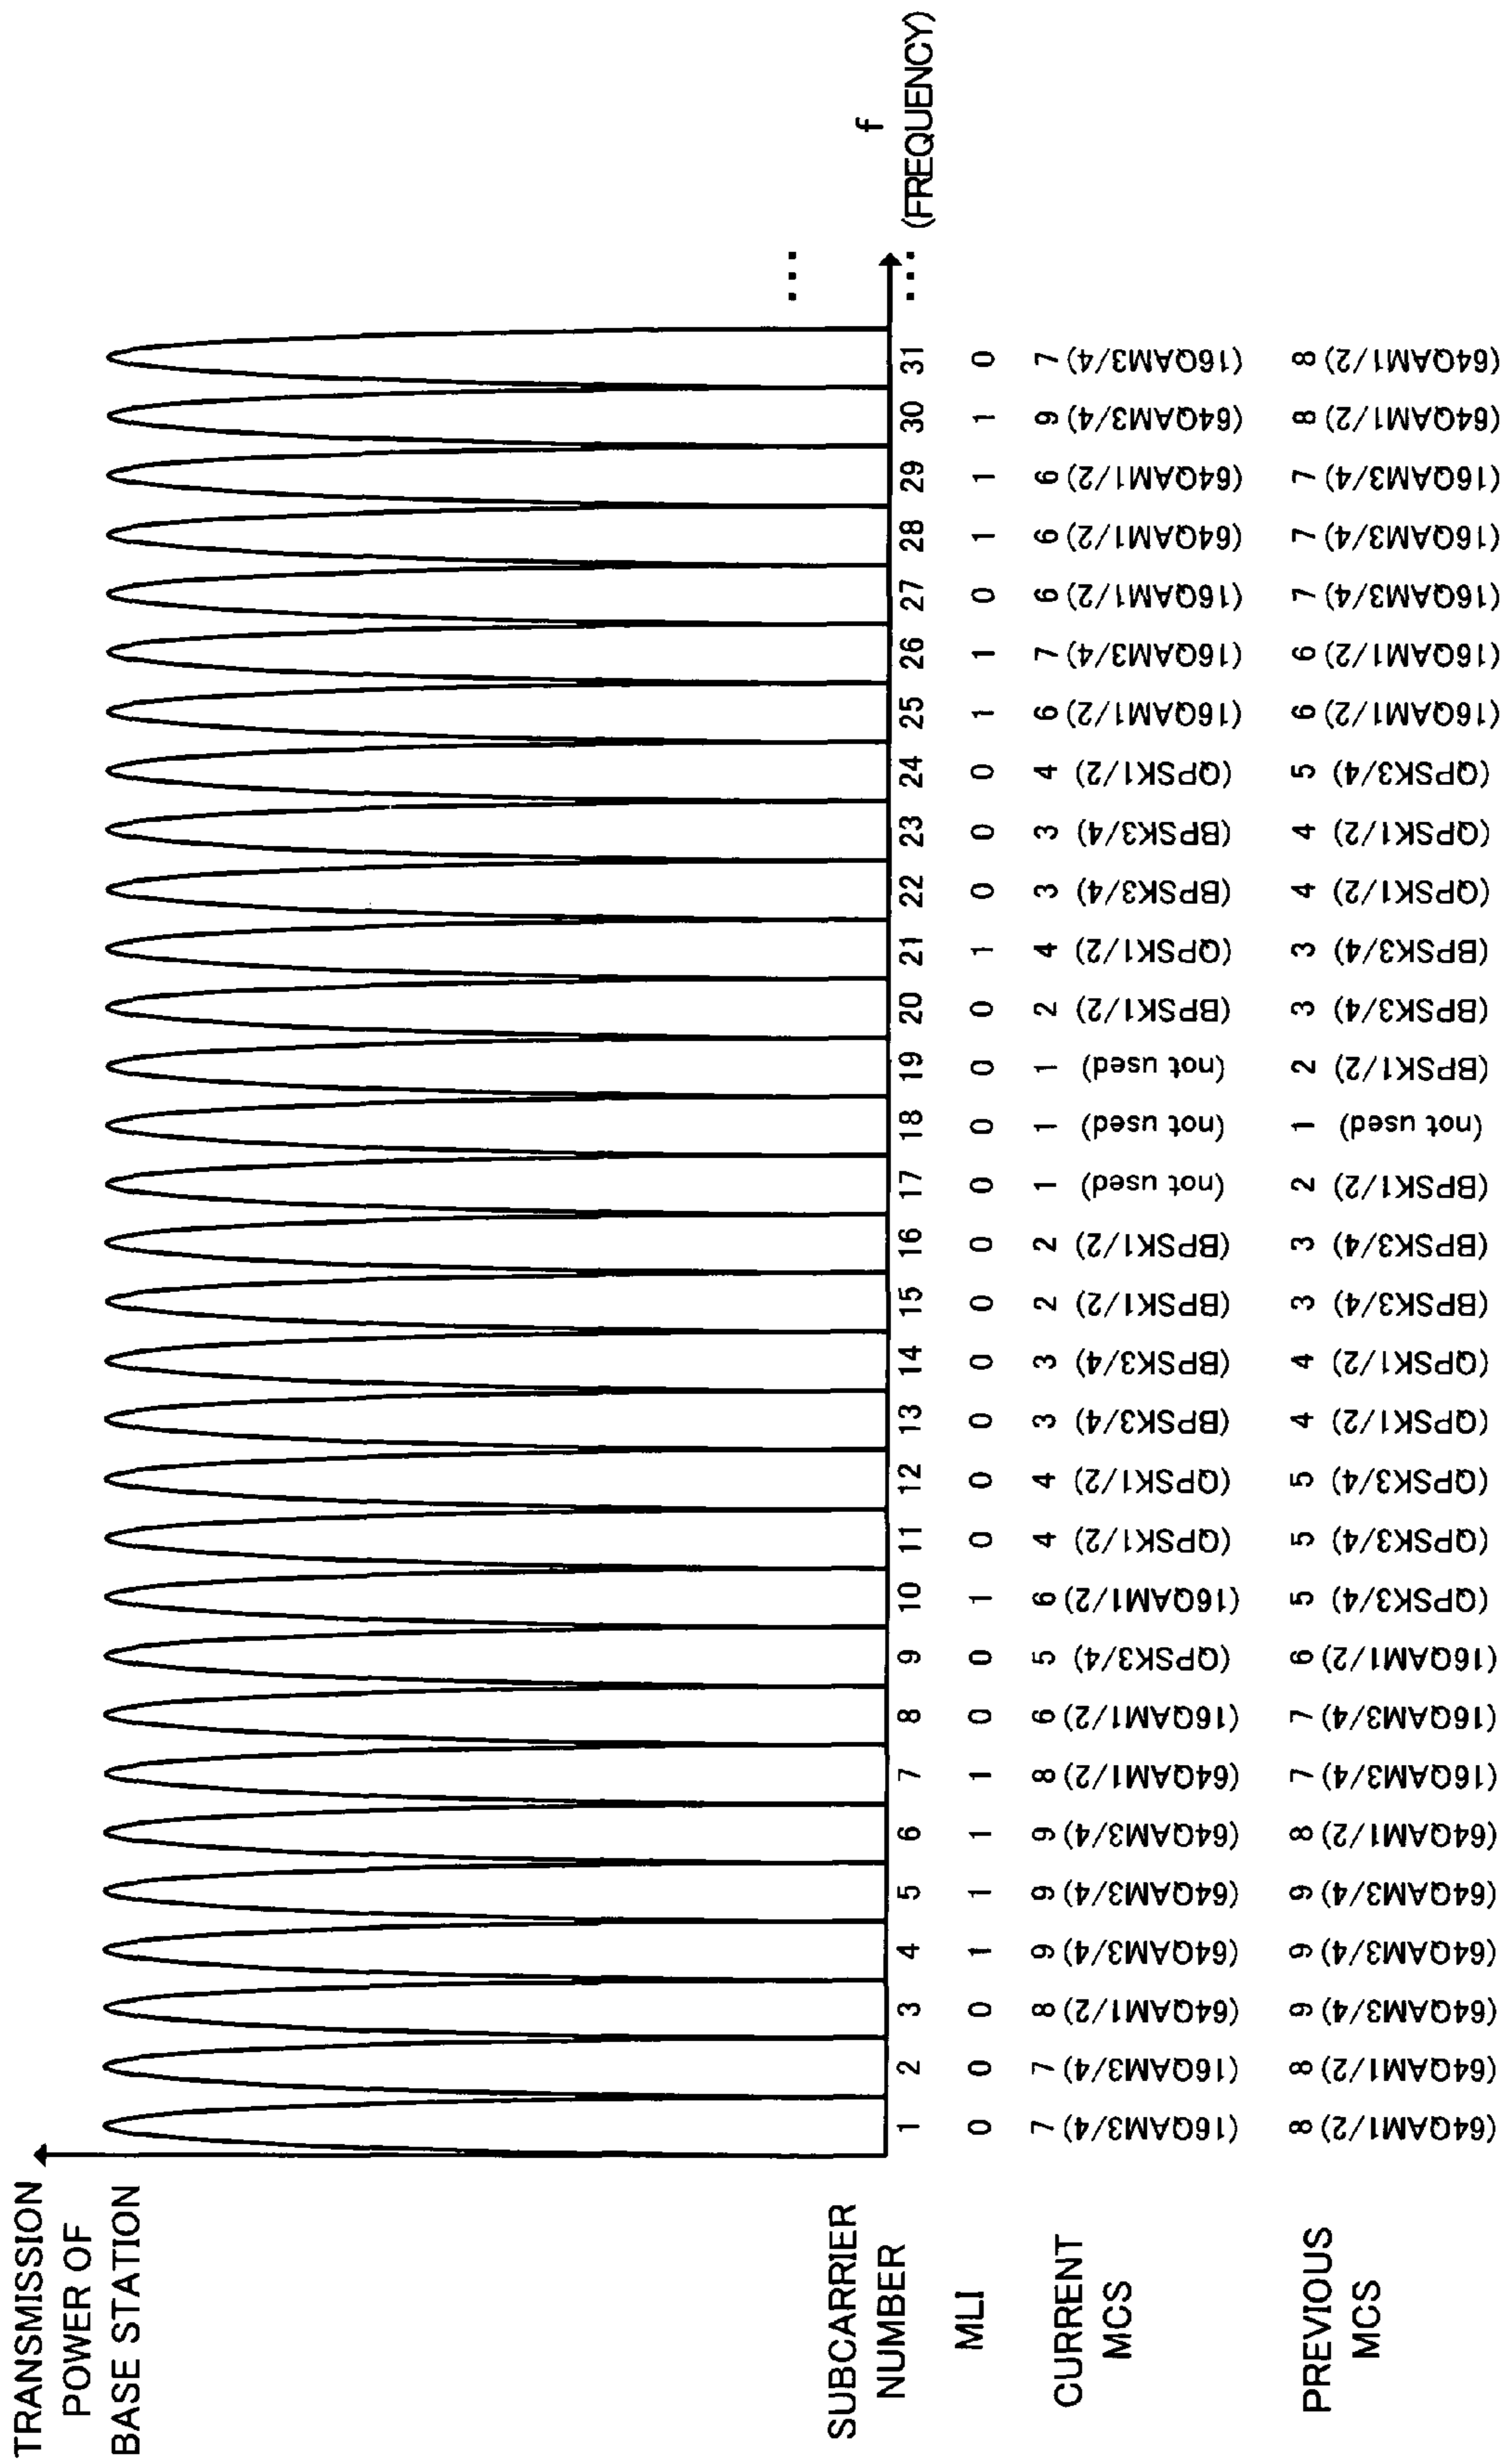 TRANSMISSION
POWER OF
BASE STATION
SUBCARRIER
NUMBER
1 2 3 4 5 6 7 8 9 10 11 12 13 14 15 16 17 18 19 20 21 22 23 24 25 26 27 28 29 30 31 ...
...
f
(FREQUENCY)
MLI
0 0 0 1 1 1 1 0 0 1 0 0 0 0 0 0 0 0 0 0 1 0 0 0 1 1 0 1 1 1 0
CURRENT
MCS
7 7 8 9 9 9 8 6 5 6 4 4 3 3 2 2 1 1 1 2 4 3 3 4 6 7 6 6 6 9 7
(16QAM3/4) (16QAM3/4) (64QAM1/2) (64QAM3/4) (64QAM3/4) (64QAM3/4) (64QAM1/2) (16QAM1/2) (QPSK3/4) (16QAM1/2) (QPSK1/2) (QPSK1/2) (BPSK3/4) (BPSK3/4) (BPSK1/2) (BPSK1/2) (not used) (not used) (not used) (BPSK1/2) (QPSK1/2) (BPSK3/4) (BPSK3/4) (QPSK1/2) (16QAM1/2) (16QAM3/4) (16QAM1/2) (64QAM1/2) (64QAM1/2) (64QAM3/4) (16QAM3/4)
PREVIOUS
MCS
8 8 9 9 9 8 7 7 6 5 5 5 4 4 3 3 2 1 2 3 3 4 4 5 6 6 7 7 7 8 8
(64QAM1/2) (64QAM1/2) (64QAM3/4) (64QAM3/4) (64QAM3/4) (64QAM1/2) (16QAM3/4) (16QAM3/4) (16QAM1/2) (QPSK3/4) (QPSK3/4) (QPSK3/4) (QPSK1/2) (QPSK1/2) (BPSK3/4) (BPSK3/4) (BPSK1/2) (not used) (BPSK1/2) (BPSK3/4) (BPSK3/4) (QPSK1/2) (QPSK1/2) (QPSK3/4) (16QAM1/2) (16QAM1/2) (16QAM3/4) (16QAM3/4) (16QAM3/4) (64QAM1/2) (64QAM1/2)